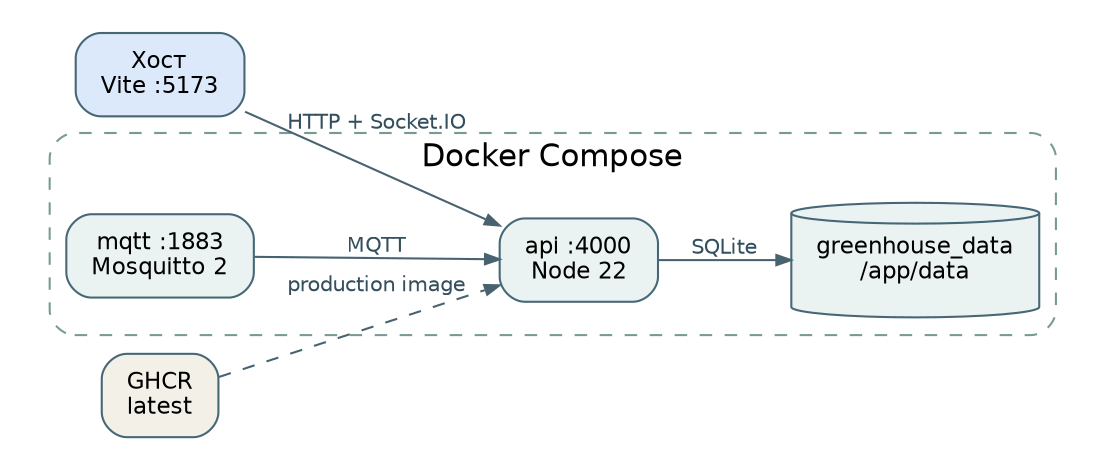 Хост
Vite :5173
HTTP + Socket.IO
Docker Compose
mqtt :1883
Mosquitto 2
MQTT
api :4000
Node 22
SQLite
greenhouse_data
/app/data
production image
GHCR
latest